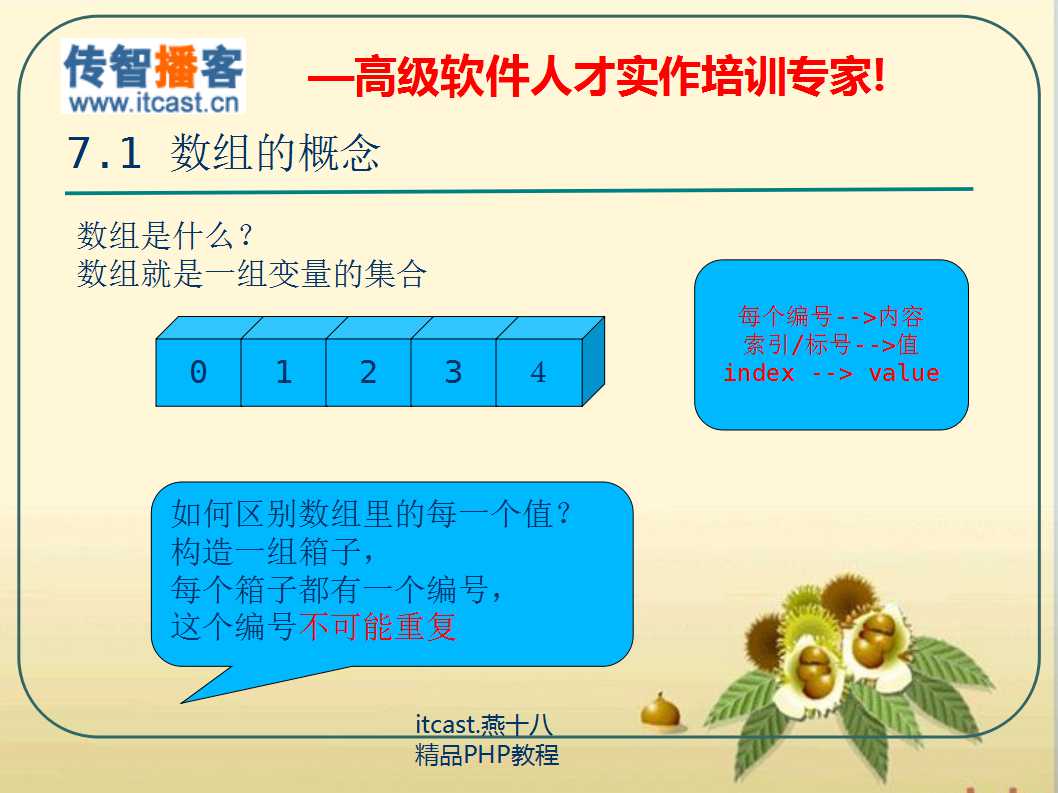 传智播客
www.itcast.cn
—高级软件人才实作培训专家!
7.1 数组的概念
数组是什么?
数组就是一组变量的集合
0 1 2 3 4
每个编号-->内容
索引/标号-->值
index --> value
如何区别数组里的每一个值?
构造一组箱子,
每个箱子都有一个编号,
这个编号不可能重复
itcast.燕十八
精品PHP教程